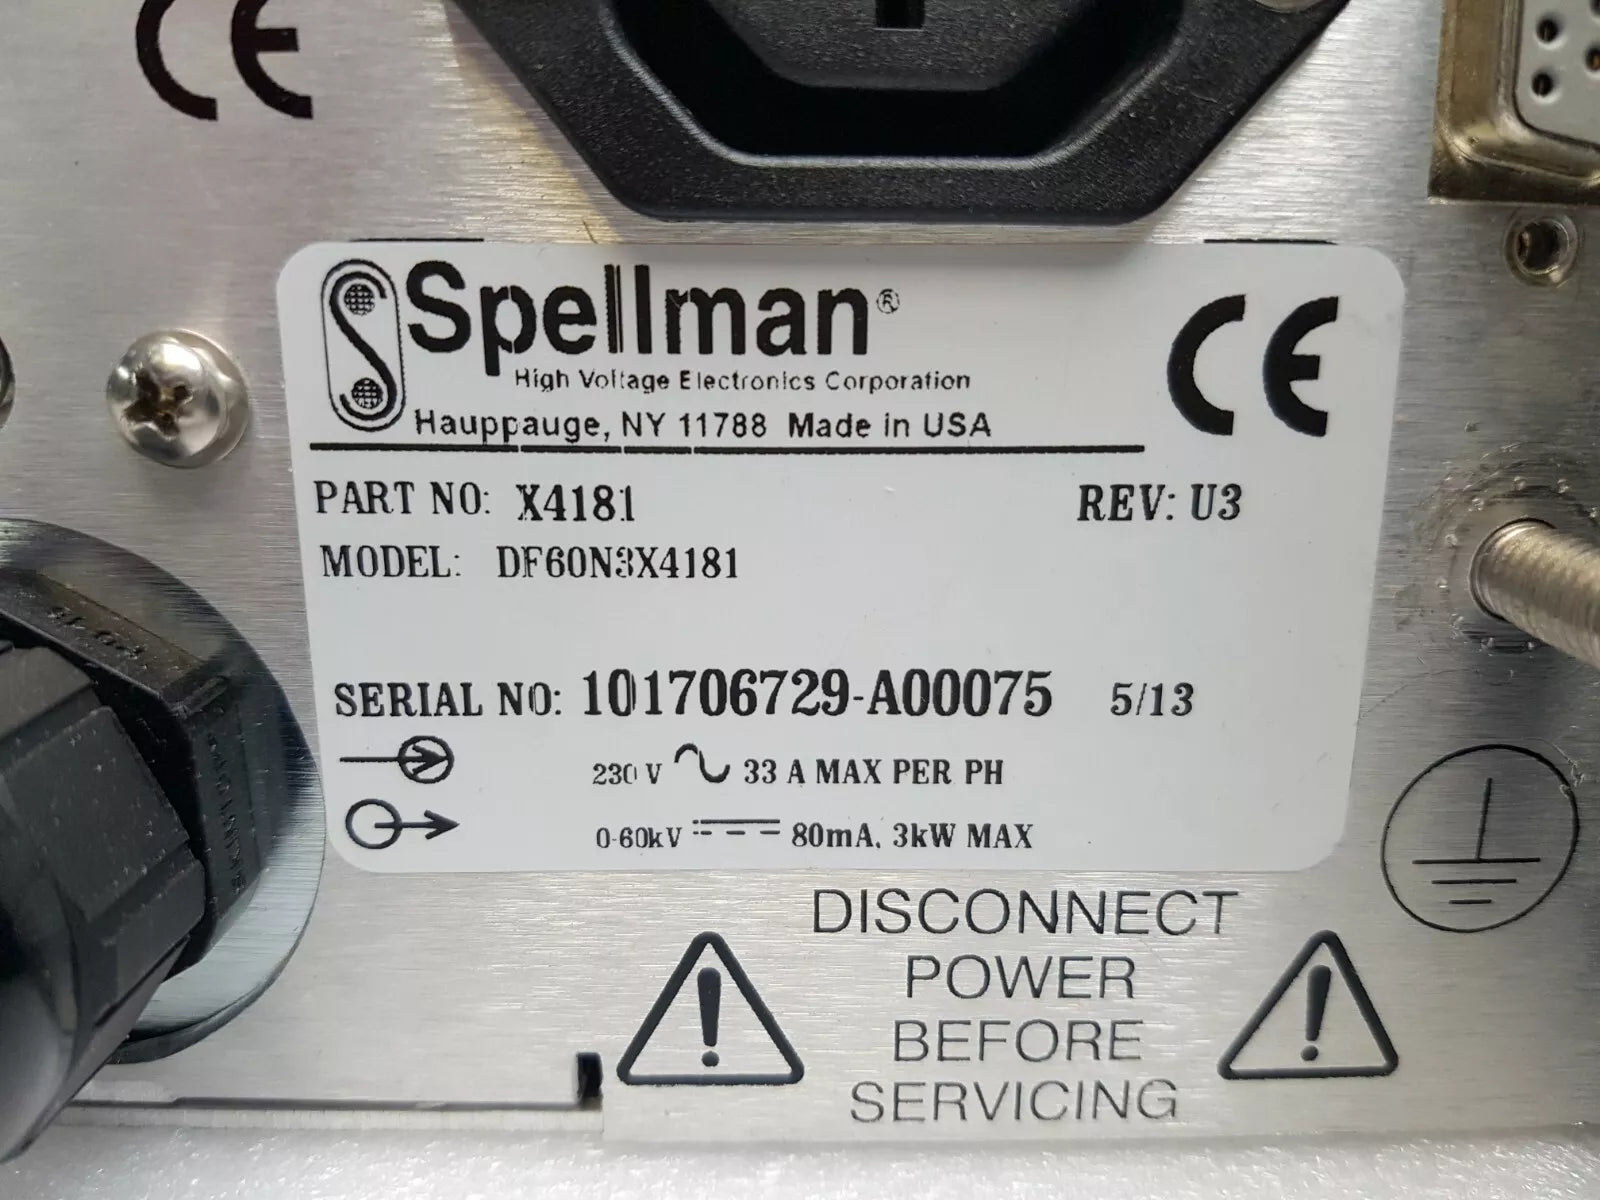 CE
Spellman®
High Voltage Electronics Corporation
Hauppauge, NY 11788 Made in USA
CE
PART NO: X4181 REV: U3
MODEL: DF60N3X4181
SERIAL NO: 101706729-A00075 5/13
230 V 33 A MAX PER PH
0-60kV 80mA, 3kW MAX
DISCONNECT
POWER
BEFORE
SERVICING